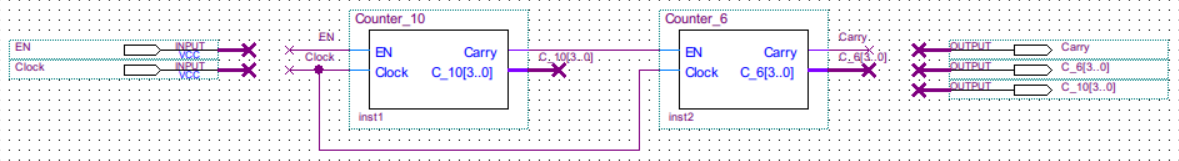 EN
INPUT
VCC
Clock
INPUT
VCC
Counter_10
EN
Clock
EN
Carry
Clock
C_10[3..0]
C_10[3..0]
inst1
Counter_6
EN
Carry
Clock
C_6[3..0]
Carry
C_6[3..0]
inst2
OUTPUT
Carry
OUTPUT
C_6[3..0]
OUTPUT
C_10[3..0]